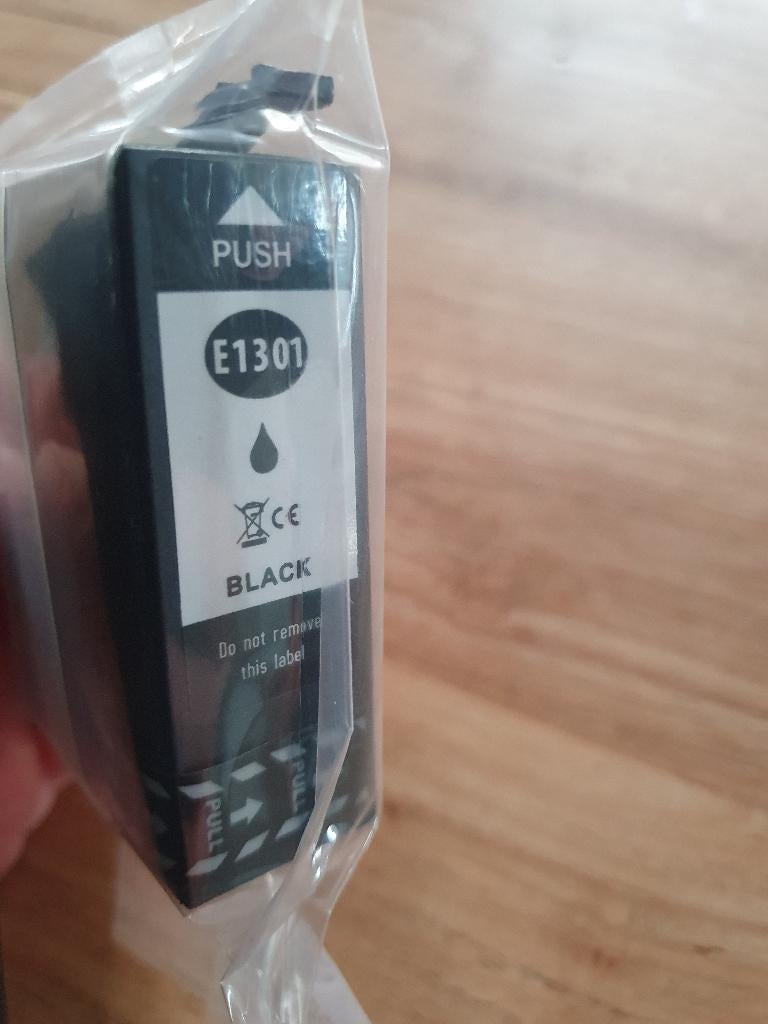 PUSH
E1301
CE
BLACK
Do not remove
this label
PULL
PULL